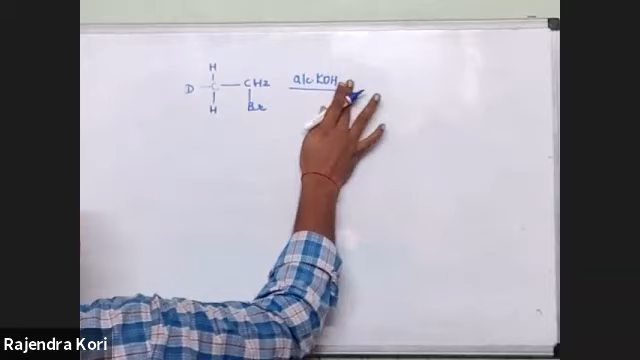 H
D — C — CH2 alc KOH
H Br
Rajendra Kori